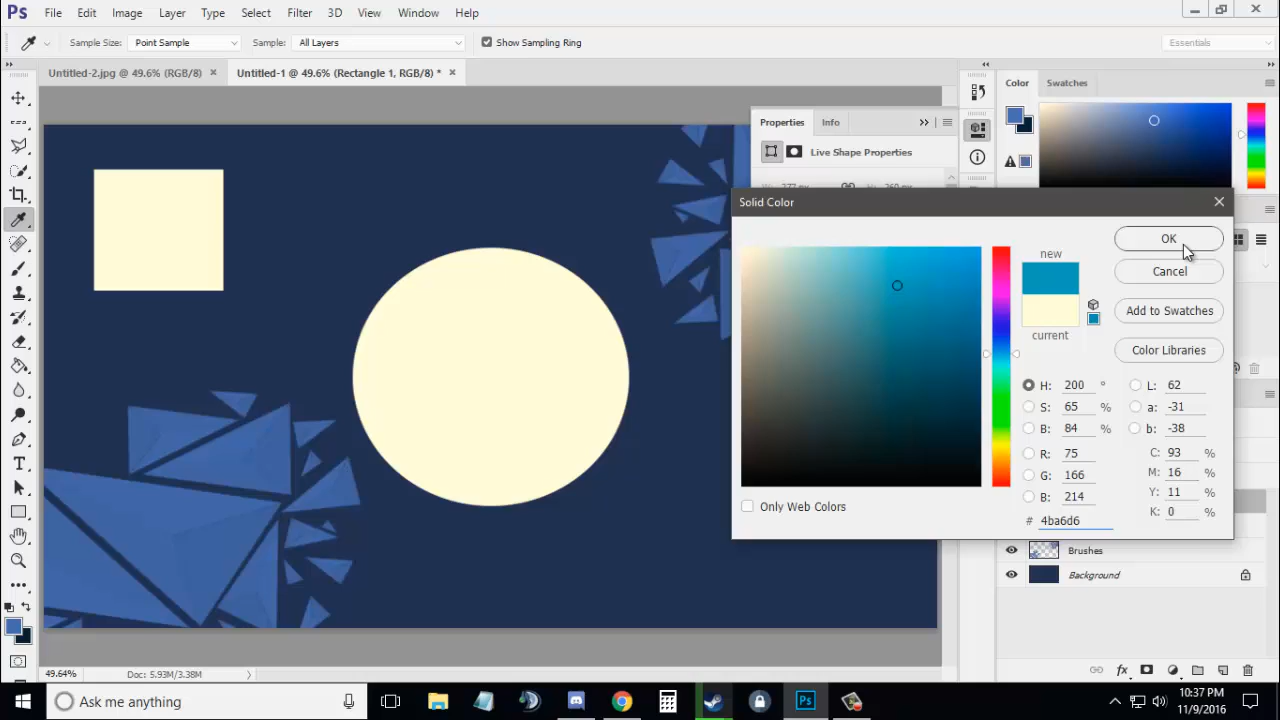 Ps File Edit Image Layer Type Select Filter 3D View Window Help
Sample Size: Point Sample Sample: All Layers Show Sampling Ring Essentials
Untitled-2.jpg @ 49.6% (RGB/8) × Untitled-1 @ 49.6% (Rectangle 1, RGB/8) * ×
Color Swatches
Properties Info
Live Shape Properties
Solid Color
new
current
OK
Cancel
Add to Swatches
Color Libraries
H: 200 ° L: 62
S: 65 % a: -31
B: 84 % b: -38
R: 75 C: 93 %
G: 166 M: 16 %
B: 214 Y: 11 %
K: 0 %
# 4ba6d6
Only Web Colors
Brushes
Background
49.64% Doc: 5.93M/3.38M
Ask me anything
Ps
10:37 PM
11/9/2016